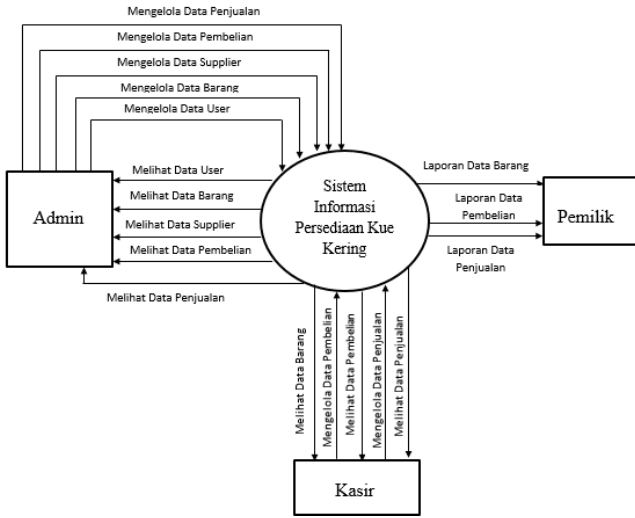 Mengelola Data Penjualan
Mengelola Data Pembelian
Mengelola Data Supplier
Mengelola Data Barang
Mengelola Data User
Admin
Melihat Data User
Melihat Data Barang
Melihat Data Supplier
Melihat Data Pembelian
Melihat Data Penjualan
Sistem
Informasi
Persediaan Kue
Kering
Laporan Data Barang
Laporan Data
Pembelian
Laporan Data
Penjualan
Pemilik
Melihat Data Barang
Mengelola Data Pembelian
Melihat Data Pembelian
Mengelola Data Penjualan
Melihat Data Penjualan
Kasir